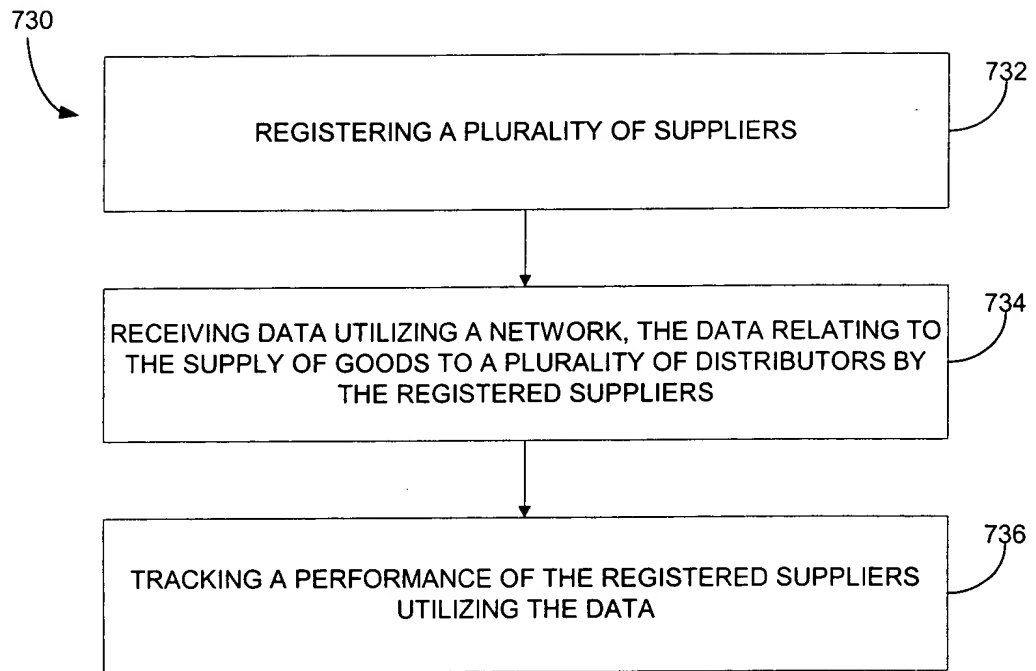 730
732
REGISTERING A PLURALITY OF SUPPLIERS
734
RECEIVING DATA UTILIZING A NETWORK, THE DATA RELATING TO
THE SUPPLY OF GOODS TO A PLURALITY OF DISTRIBUTORS BY
THE REGISTERED SUPPLIERS
736
TRACKING A PERFORMANCE OF THE REGISTERED SUPPLIERS
UTILIZING THE DATA